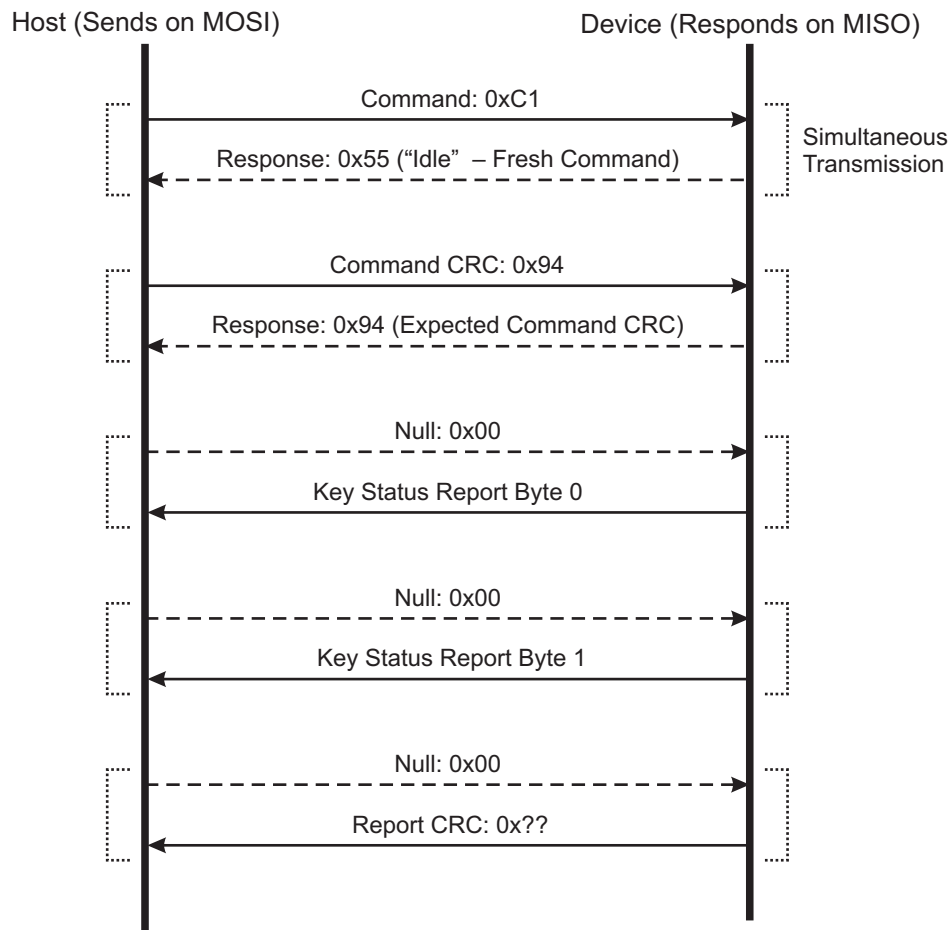 Host (Sends on MOSI)
Device (Responds on MISO)
Command: 0xC1
Simultaneous
Transmission
Response: 0x55 (“Idle” – Fresh Command)
Command CRC: 0x94
Response: 0x94 (Expected Command CRC)
Null: 0x00
Key Status Report Byte 0
Null: 0x00
Key Status Report Byte 1
Null: 0x00
Report CRC: 0x??